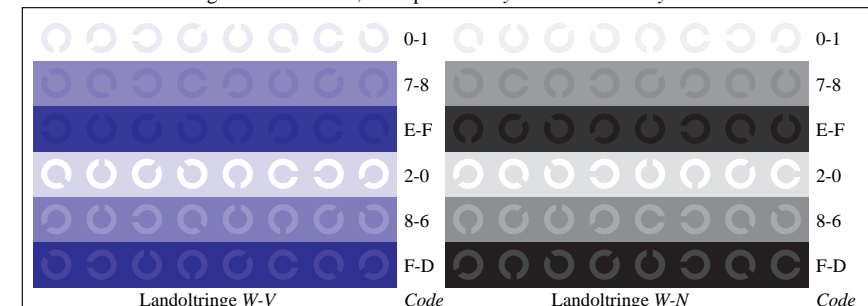 0-1 0-1
7-8 7-8
E-F E-F
2-0 2-0
8-6 8-6
F-D F-D
Landoltringe W-V Code Landoltringe W-N Code